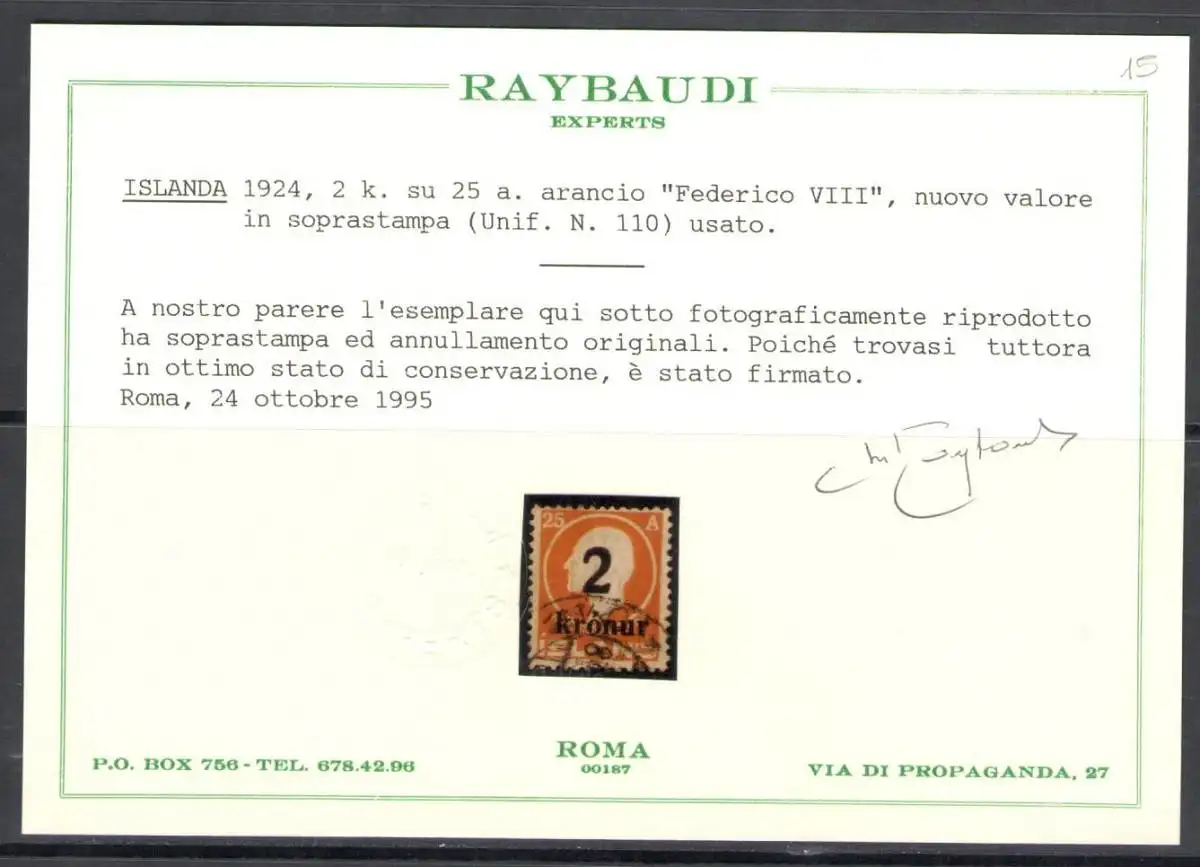 15
RAYBAUDI
EXPERTS
ISLANDA 1924, 2 k. su 25 a. arancio "Federico VIII", nuovo valore
in soprastampa (Unif. N. 110) usato.
A nostro parere l'esemplare qui sotto fotograficamente riprodotto
ha soprastampa ed annullamento originali. Poiché trovasi tuttora
in ottimo stato di conservazione, è stato firmato.
Roma, 24 ottobre 1995
25 A
2
krónur
ROMA
00187
P.O. BOX 756 - TEL. 678.42.96
VIA DI PROPAGANDA, 27